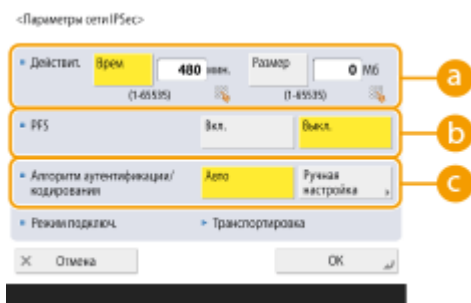 <Параметры сети IPSec>
Действит. Врем 480 мин. Размер 0 Мб
(1-65535) (1-65535)
a
PFS Вкл. Выкл.
b
Алгоритм аутентификации/ Авто Ручная
кодирования настройка
c
Режим подключ. Транспортировка
Отмена OK